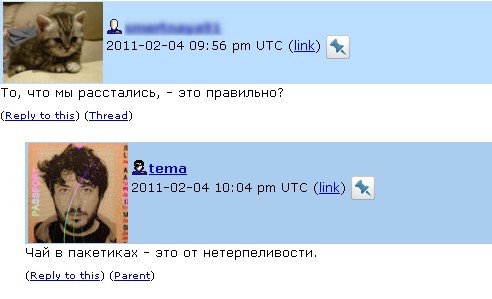 2011-02-04 09:56 pm UTC (link)
То, что мы расстались, - это правильно?
(Reply to this) (Thread)
tema
2011-02-04 10:04 pm UTC (link)
PASSPORT
Чай в пакетиках - это от нетерпеливости.
(Reply to this) (Parent)